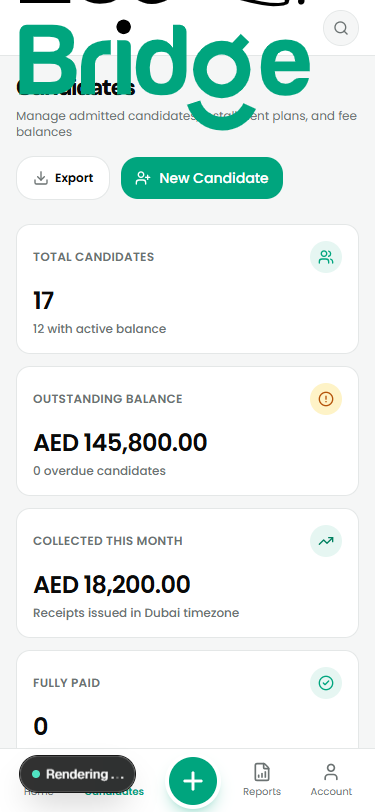 Bridge
Candidates
Manage admitted candidates, installment plans, and fee
balances
Export
New Candidate
TOTAL CANDIDATES
17
12 with active balance
OUTSTANDING BALANCE
AED 145,800.00
0 overdue candidates
COLLECTED THIS MONTH
AED 18,200.00
Receipts issued in Dubai timezone
FULLY PAID
0
Rendering...
Home
Candidates
Reports
Account